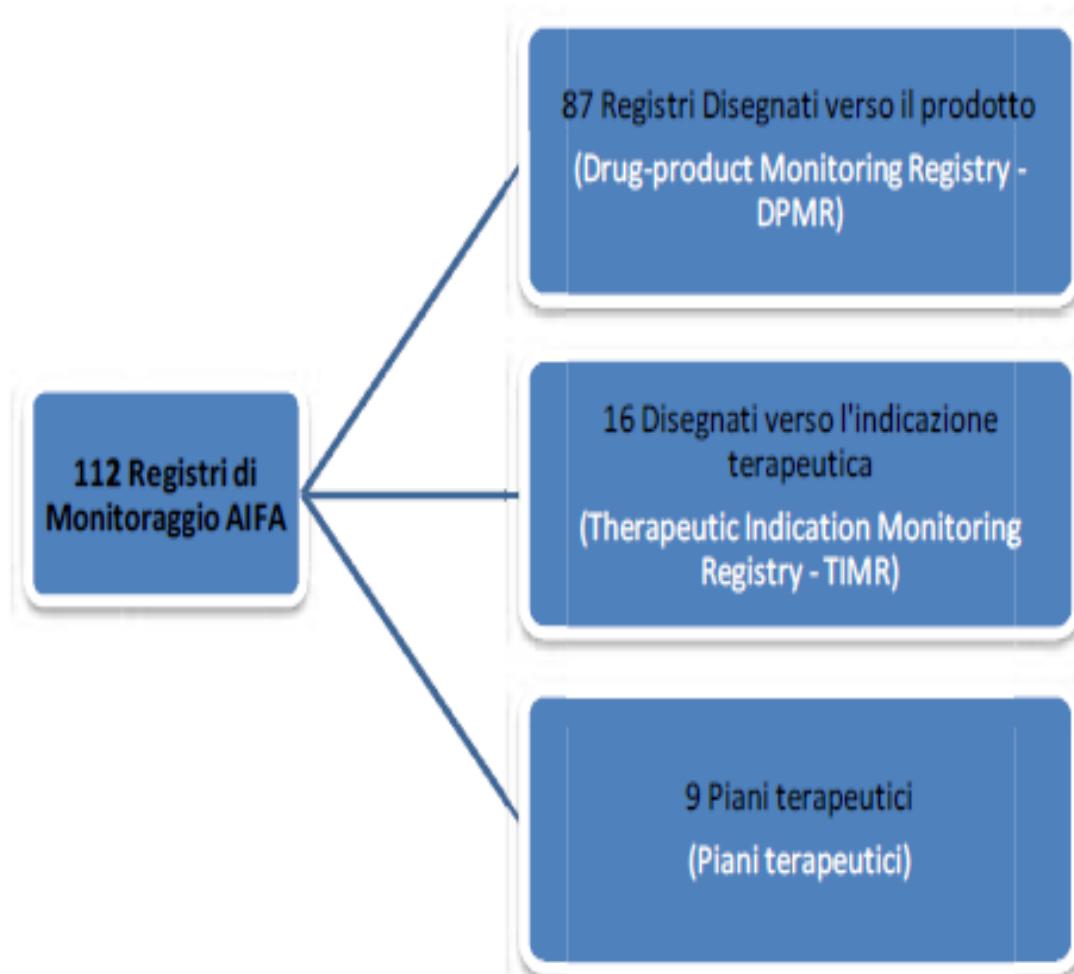 87 Registri Disegnati verso il prodotto
(Drug-product Monitoring Registry -
DPMR)
112 Registri di
Monitoraggio AIFA
16 Disegnati verso l'indicazione
terapeutica
(Therapeutic Indication Monitoring
Registry - TIMR)
9 Piani terapeutici
(Piani terapeutici)